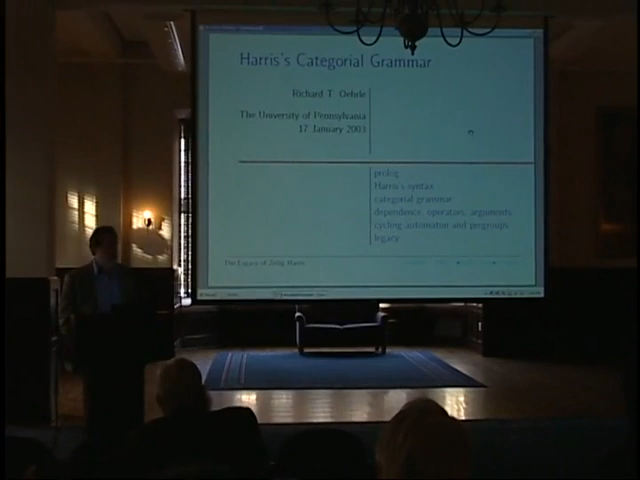 Harris's Categorial Grammar
Richard T. Oehrle
The University of Pennsylvania
17 January 2003
prolog
Harris's syntax
categorial grammar
dependence, operators, arguments
cycling automaton and pregroups
legacy
The Legacy of Zellig Harris